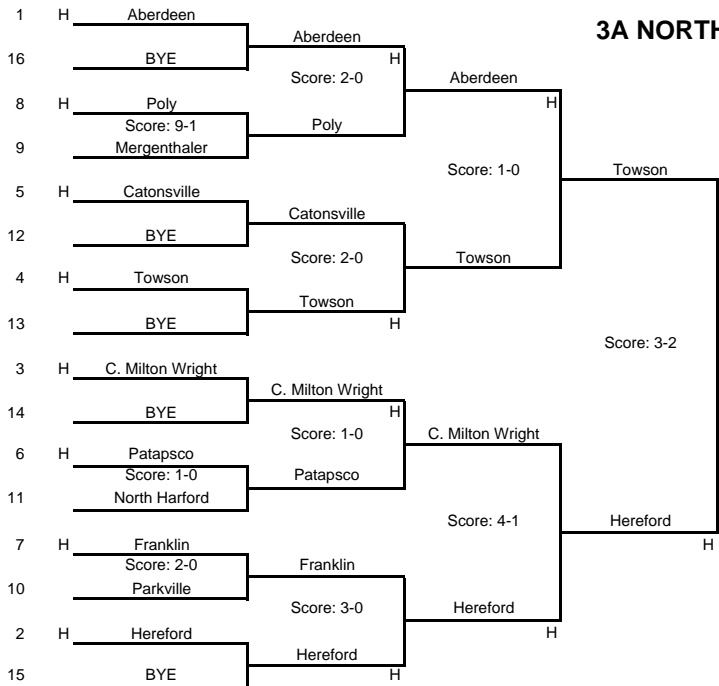 3A NORTH
1 H Aberdeen
Aberdeen
16 BYE H
Score: 2-0 Aberdeen
8 H Poly H
Score: 9-1 Poly
9 Mergenthaler
Score: 1-0 Towson
5 H Catonsville
Catonsville
12 BYE
Score: 2-0 Towson
4 H Towson
Towson
13 BYE H
Score: 3-2
3 H C. Milton Wright
C. Milton Wright
14 BYE H
Score: 1-0 C. Milton Wright
6 H Patapsco
Score: 1-0 Patapsco
11 North Harford
Score: 4-1 Hereford
7 H Franklin H
Score: 2-0 Franklin
10 Parkville
Score: 3-0 Hereford
2 H Hereford H
Hereford
15 BYE H